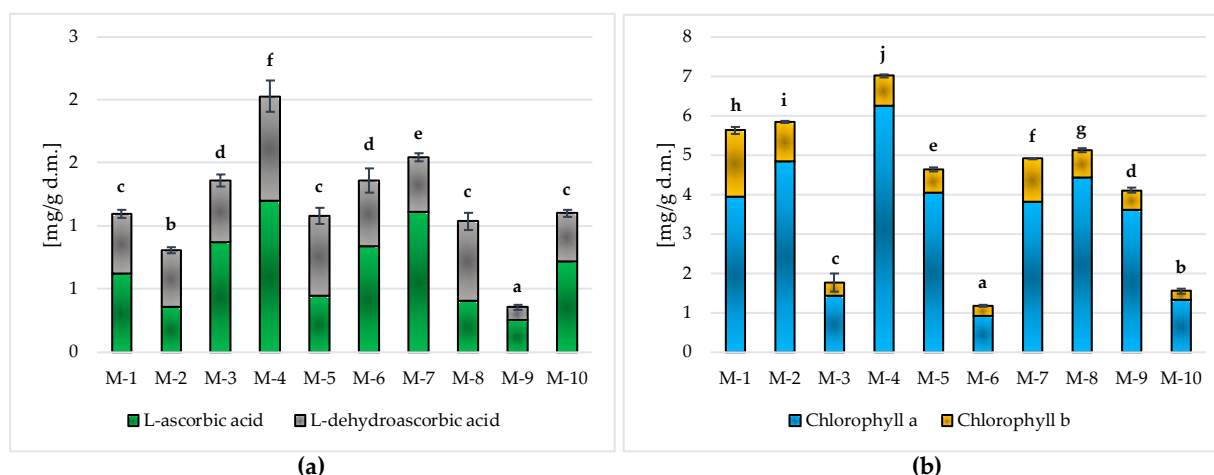 [mg/g d.m.]
3
2
2
1
1
0
c
b
d
f
c
d
e
c
a
c
M-1 M-2 M-3 M-4 M-5 M-6 M-7 M-8 M-9 M-10
L-ascorbic acid L-dehydroascorbic acid
(a)
[mg/g d.m.]
8
7
6
5
4
3
2
1
0
h
i
c
j
e
a
f
g
d
b
M-1 M-2 M-3 M-4 M-5 M-6 M-7 M-8 M-9 M-10
Chlorophyll a Chlorophyll b
(b)